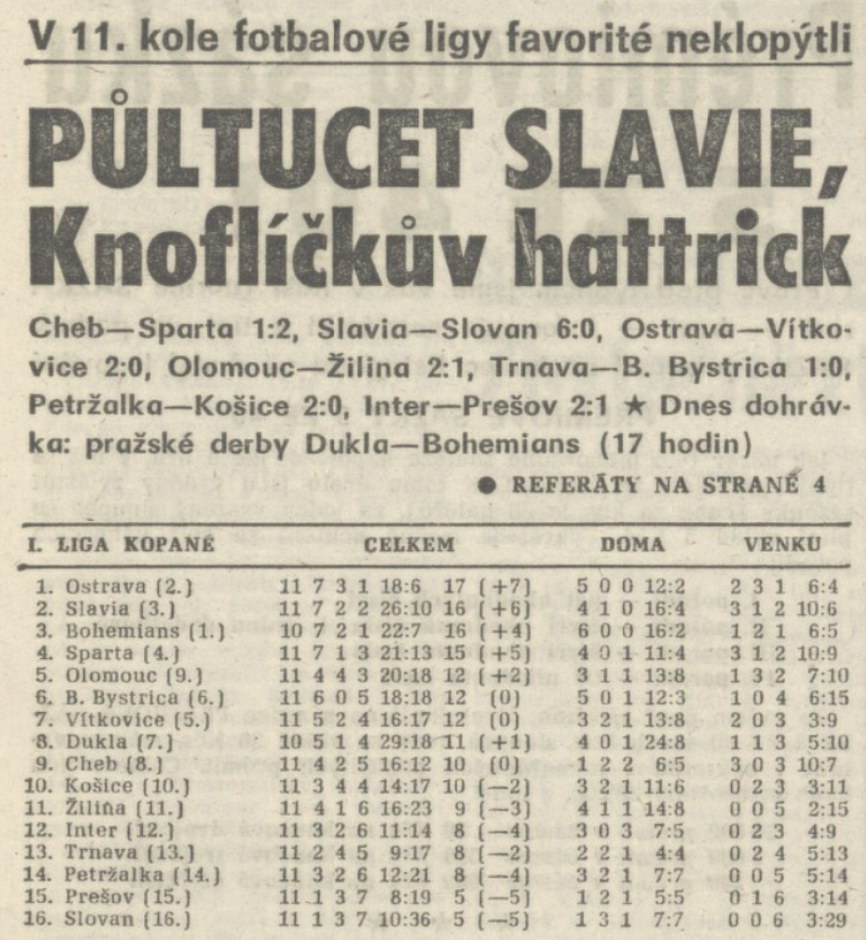 V 11. kole fotbalové ligy favorité neklopýtli
PŮLTUCET SLAVIE,
Knoflíčkův hattrick
Cheb—Sparta 1:2, Slavia—Slovan 6:0, Ostrava—Vítko-
vice 2:0, Olomouc—Žilina 2:1, Trnava—B. Bystrica 1:0,
Petržalka—Košice 2:0, Inter—Prešov 2:1 ★ Dnes dohráv-
ka: pražské derby Dukla—Bohemians (17 hodin)
● REFERÁTY NA STRANĚ 4
I. LIGA KOPANÉ CELKEM DOMA VENKU
1. Ostrava (2.) 11 7 3 1 18:6 17 (+7) 5 0 0 12:2 2 3 1 6:4
2. Slavia (3.) 11 7 2 2 26:10 16 (+6) 4 1 0 16:4 3 1 2 10:6
3. Bohemians (1.) 10 7 2 1 22:7 16 (+4) 6 0 0 16:2 1 2 1 6:5
4. Sparta (4.) 11 7 1 3 21:13 15 (+5) 4 0 1 11:4 3 1 2 10:9
5. Olomouc (9.) 11 4 4 3 20:18 12 (+2) 3 1 1 13:8 1 3 2 7:10
6. B. Bystrica (6.) 11 6 0 5 18:18 12 (0) 5 0 1 12:3 1 0 4 6:15
7. Vítkovice (5.) 11 5 2 4 16:17 12 (0) 3 2 1 13:8 2 0 3 3:9
8. Dukla (7.) 10 5 1 4 29:18 11 (+1) 4 0 1 24:8 1 1 3 5:10
9. Cheb (8.) 11 4 2 5 16:12 10 (0) 1 2 2 6:5 3 0 3 10:7
10. Košice (10.) 11 3 4 4 14:17 10 (—2) 3 2 1 11:6 0 2 3 3:11
11. Žilina (11.) 11 4 1 6 16:23 9 (—3) 4 1 1 14:8 0 0 5 2:15
12. Inter (12.) 11 3 2 6 11:14 8 (—4) 3 0 3 7:5 0 2 3 4:9
13. Trnava (13.) 11 2 4 5 9:17 8 (—2) 2 2 1 4:4 0 2 4 5:13
14. Petržalka (14.) 11 3 2 6 12:21 8 (—4) 3 2 1 7:7 0 0 5 5:14
15. Prešov (15.) 11 1 3 7 8:19 5 (—5) 1 2 1 5:5 0 1 6 3:14
16. Slovan (16.) 11 1 3 7 10:36 5 (—5) 1 3 1 7:7 0 0 6 3:29